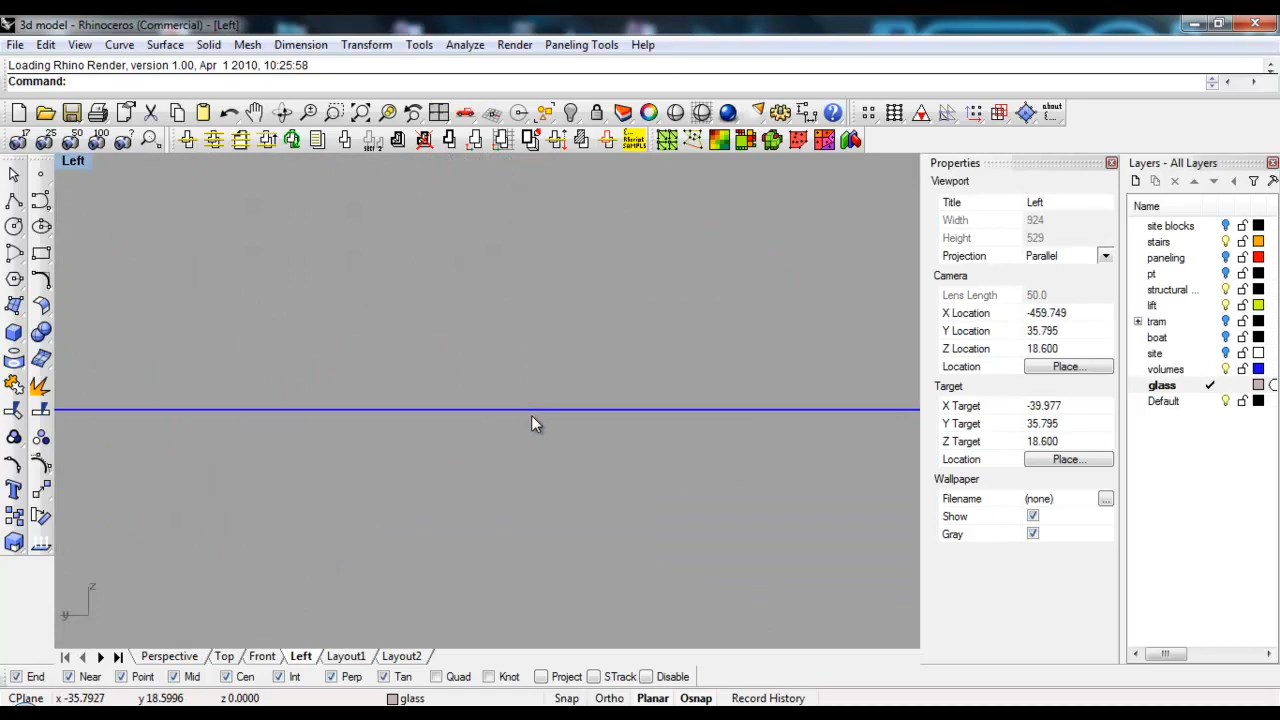 3d model - Rhinoceros (Commercial) - [Left]
File Edit View Curve Surface Solid Mesh Dimension Transform Tools Analyze Render Paneling Tools Help
Loading Rhino Render, version 1.00, Apr 1 2010, 10:25:58
Command:
about
17 25 50 100 ?
SAMPLE
Left
Properties
Viewport
Title Left
Width 924
Height 529
Projection Parallel
Camera
Lens Length 50.0
X Location -459.749
Y Location 35.795
Z Location 18.600
Location Place...
Target
X Target -39.977
Y Target 35.795
Z Target 18.600
Location Place...
Wallpaper
Filename (none) ...
Show
Gray
Layers - All Layers
Name
site blocks
stairs
paneling
pt
structural ...
lift
tram
boat
site
volumes
glass
Default
z
y
Perspective Top Front Left Layout1 Layout2
End Near Point Mid Cen Int Perp Tan Quad Knot Project STrack Disable
CPlane x -35.7927 y 18.5996 z 0.0000 glass Snap Ortho Planar Osnap Record History